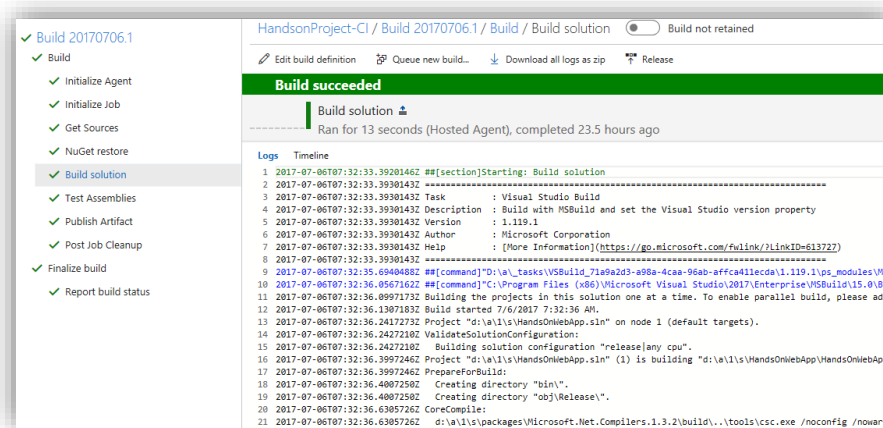 Build 20170706.1
Build
Initialize Agent
Initialize Job
Get Sources
NuGet restore
Build solution
Test Assemblies
Publish Artifact
Post Job Cleanup
Finalize build
Report build status
HandsonProject-CI / Build 20170706.1 / Build / Build solution Build not retained
Edit build definition Queue new build... Download all logs as zip Release
Build succeeded
Build solution
Ran for 13 seconds (Hosted Agent), completed 23.5 hours ago
Logs Timeline
1 2017-07-06T07:32:33.3920146Z ##[section]Starting: Build solution
2 2017-07-06T07:32:33.3930143Z ==============================================================================
3 2017-07-06T07:32:33.3930143Z Task : Visual Studio Build
4 2017-07-06T07:32:33.3930143Z Description : Build with MSBuild and set the Visual Studio version property
5 2017-07-06T07:32:33.3930143Z Version : 1.119.1
6 2017-07-06T07:32:33.3930143Z Author : Microsoft Corporation
7 2017-07-06T07:32:33.3930143Z Help : [More Information](https://go.microsoft.com/fwlink/?LinkID=613727)
8 2017-07-06T07:32:33.3930143Z ==============================================================================
9 2017-07-06T07:32:35.6940488Z ##[command]"D:\a\_tasks\VSBuild_71a9a2d3-a98a-4caa-96ab-affca411ecda\1.119.1\ps_modules\M
10 2017-07-06T07:32:36.0567162Z ##[command]"C:\Program Files (x86)\Microsoft Visual Studio\2017\Enterprise\MSBuild\15.0\B
11 2017-07-06T07:32:36.0997173Z Building the projects in this solution one at a time. To enable parallel build, please ad
12 2017-07-06T07:32:36.1307183Z Build started 7/6/2017 7:32:36 AM.
13 2017-07-06T07:32:36.2417273Z Project "d:\a\1\s\HandsOnWebApp.sln" on node 1 (default targets).
14 2017-07-06T07:32:36.2427210Z ValidateSolutionConfiguration:
15 2017-07-06T07:32:36.2427210Z Building solution configuration "release|any cpu".
16 2017-07-06T07:32:36.3997246Z Project "d:\a\1\s\HandsOnWebApp.sln" (1) is building "d:\a\1\s\HandsOnWebApp\HandsOnWebAp
17 2017-07-06T07:32:36.3997246Z PrepareForBuild:
18 2017-07-06T07:32:36.4007250Z Creating directory "bin\".
19 2017-07-06T07:32:36.4007250Z Creating directory "obj\Release\".
20 2017-07-06T07:32:36.6305726Z CoreCompile:
21 2017-07-06T07:32:36.6305726Z d:\a\1\s\packages\Microsoft.Net.Compilers.1.3.2\build\..\tools\csc.exe /noconfig /nowar